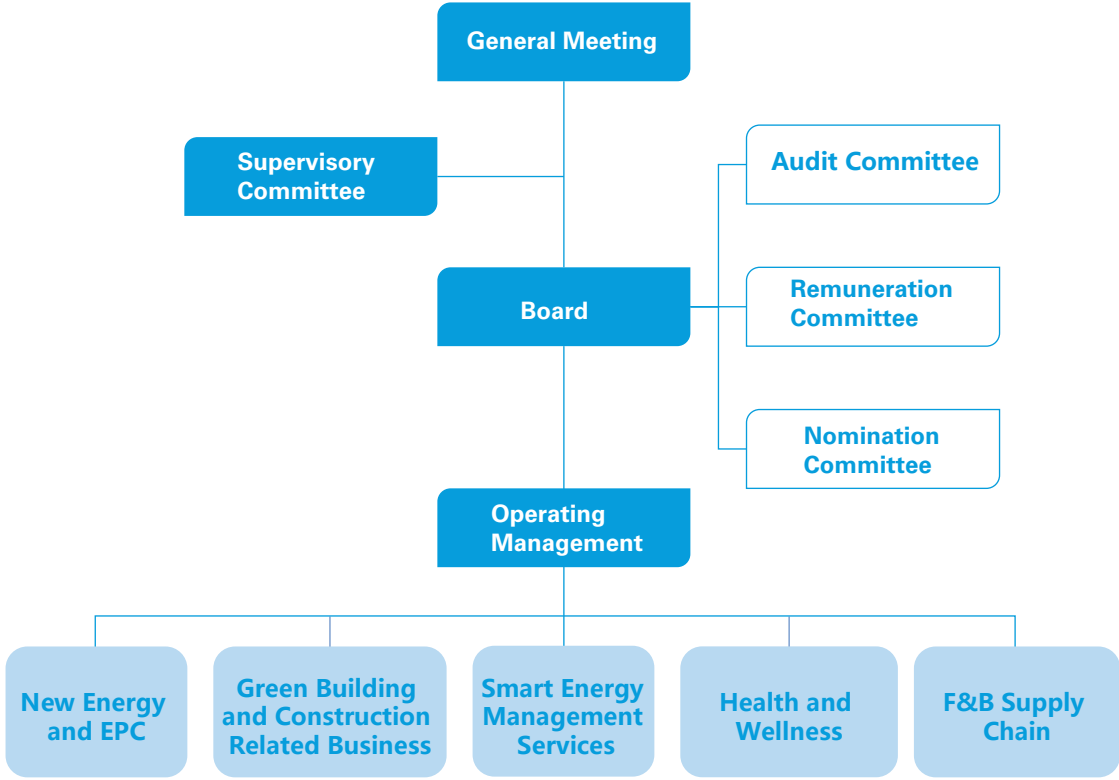 General Meeting
Supervisory
Committee
Audit Committee
Board
Remuneration
Committee
Nomination
Committee
Operating
Management
New Energy
and EPC
Green Building
and Construction
Related Business
Smart Energy
Management
Services
Health and
Wellness
F&B Supply
Chain